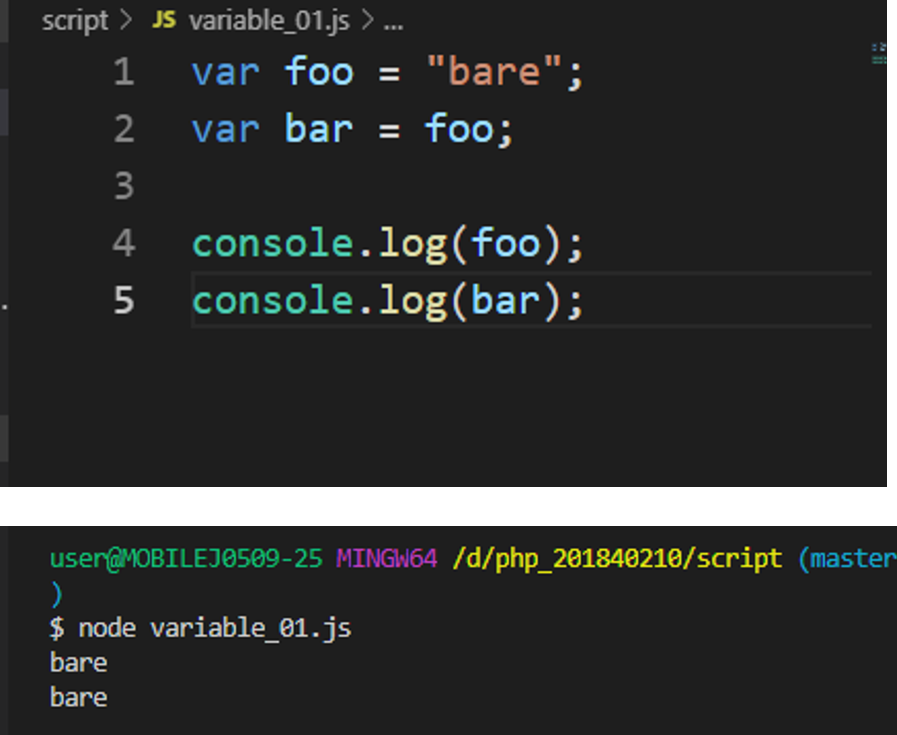 script > JS variable_01.js > ...
1 var foo = "bare";
2 var bar = foo;
3
4 console.log(foo);
5 console.log(bar);
user@MOBILEJ0509-25 MINGW64 /d/php_201840210/script (master
)
$ node variable_01.js
bare
bare